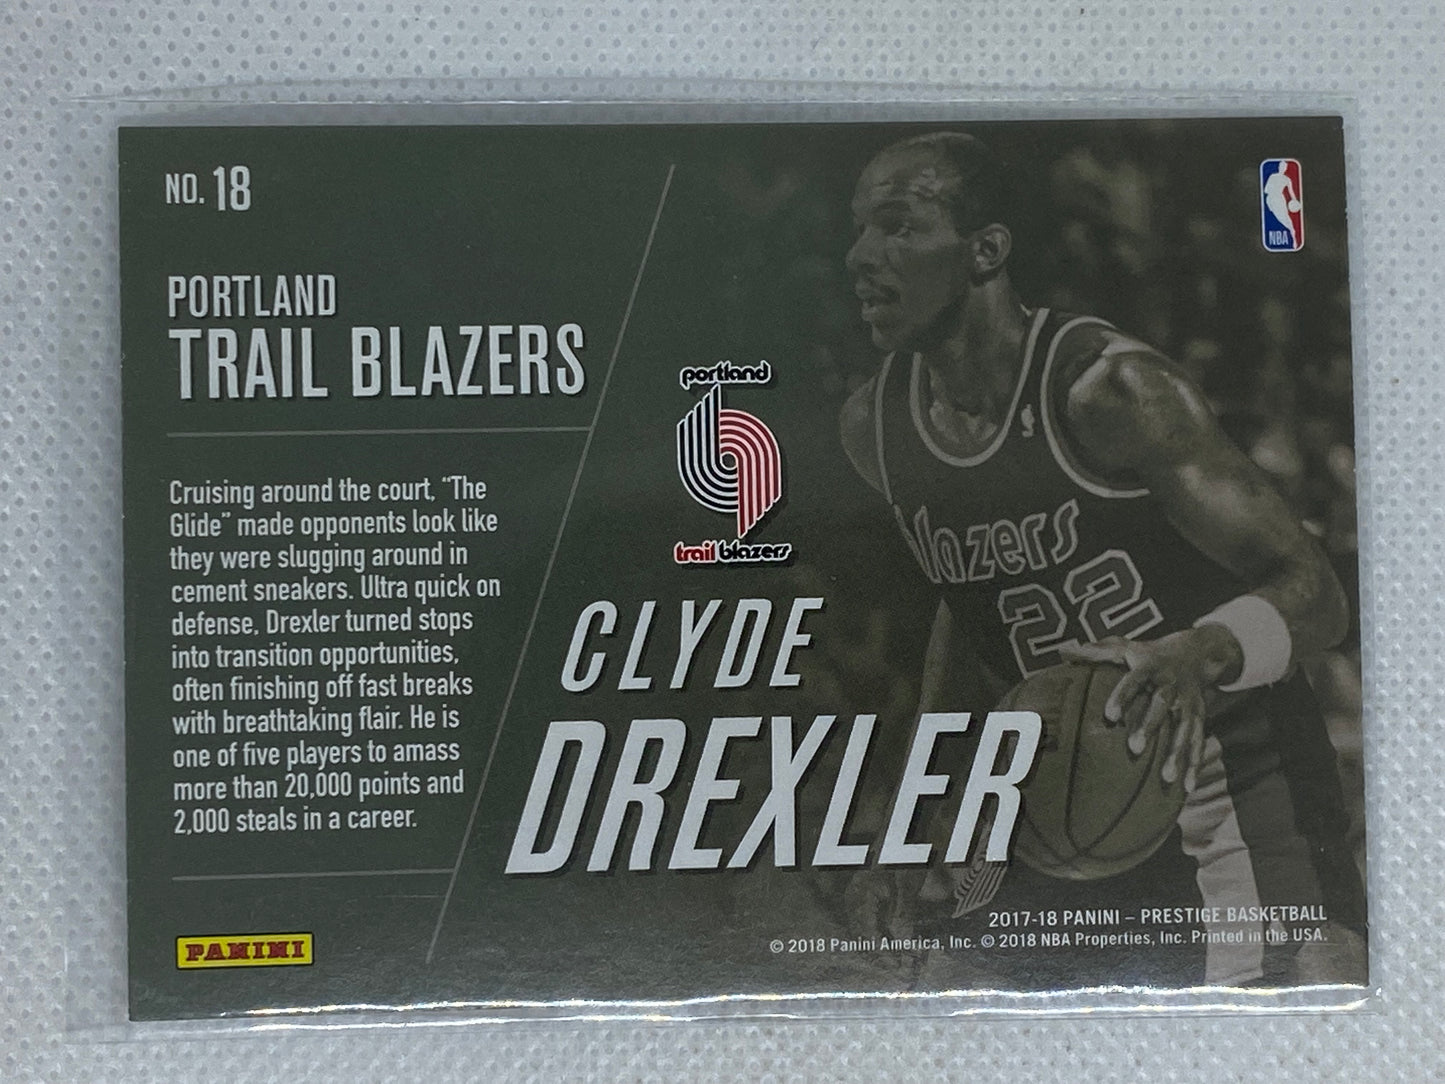 NO. 18
NBA
PORTLAND
TRAIL BLAZERS
portland
trail blazers
Cruising around the court, "The
Glide" made opponents look like
they were slugging around in
cement sneakers. Ultra quick on
defense, Drexler turned stops
into transition opportunities,
often finishing off fast breaks
with breathtaking flair. He is
one of five players to amass
more than 20,000 points and
2,000 steals in a career.
blazers
22
CLYDE
DREXLER
PANINI
2017-18 PANINI – PRESTIGE BASKETBALL
© 2018 Panini America, Inc. © 2018 NBA Properties, Inc. Printed in the USA.